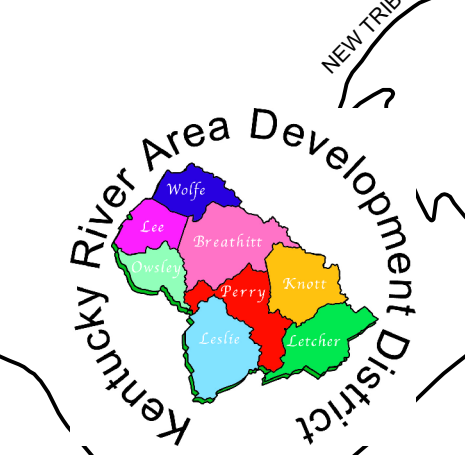 NEW TRIB
Kentucky River Area Development District
Wolfe
Lee
Breathitt
Owsley
Knott
Perry
Leslie
Letcher